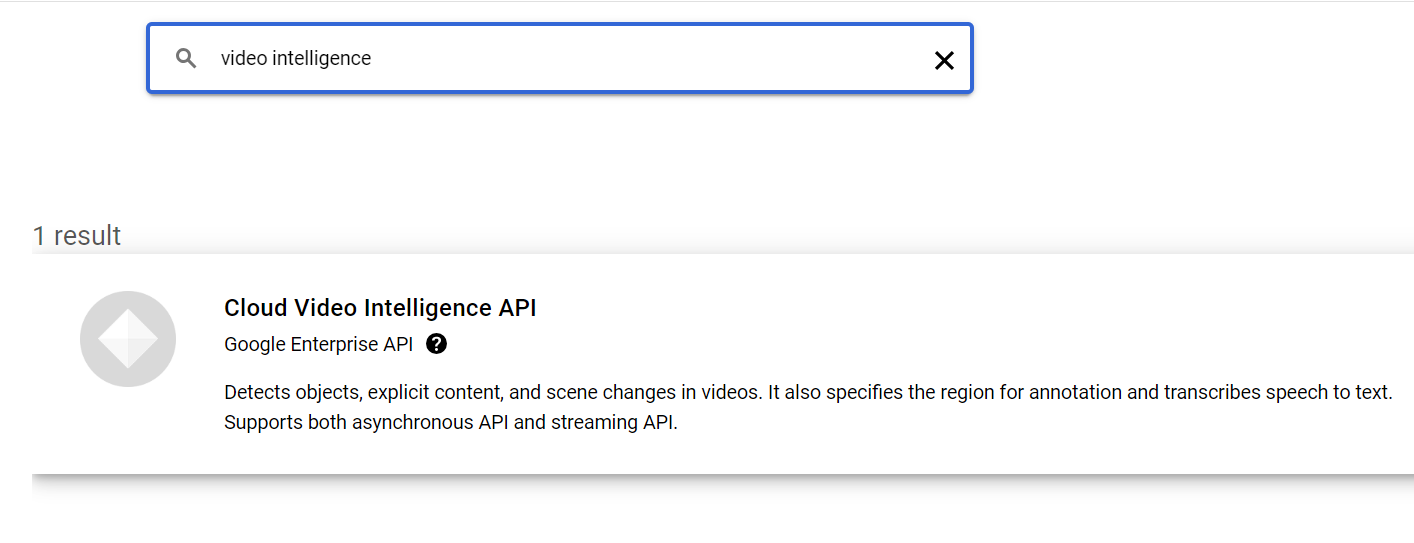 video intelligence
1 result
Cloud Video Intelligence API
Google Enterprise API
Detects objects, explicit content, and scene changes in videos. It also specifies the region for annotation and transcribes speech to text.
Supports both asynchronous API and streaming API.